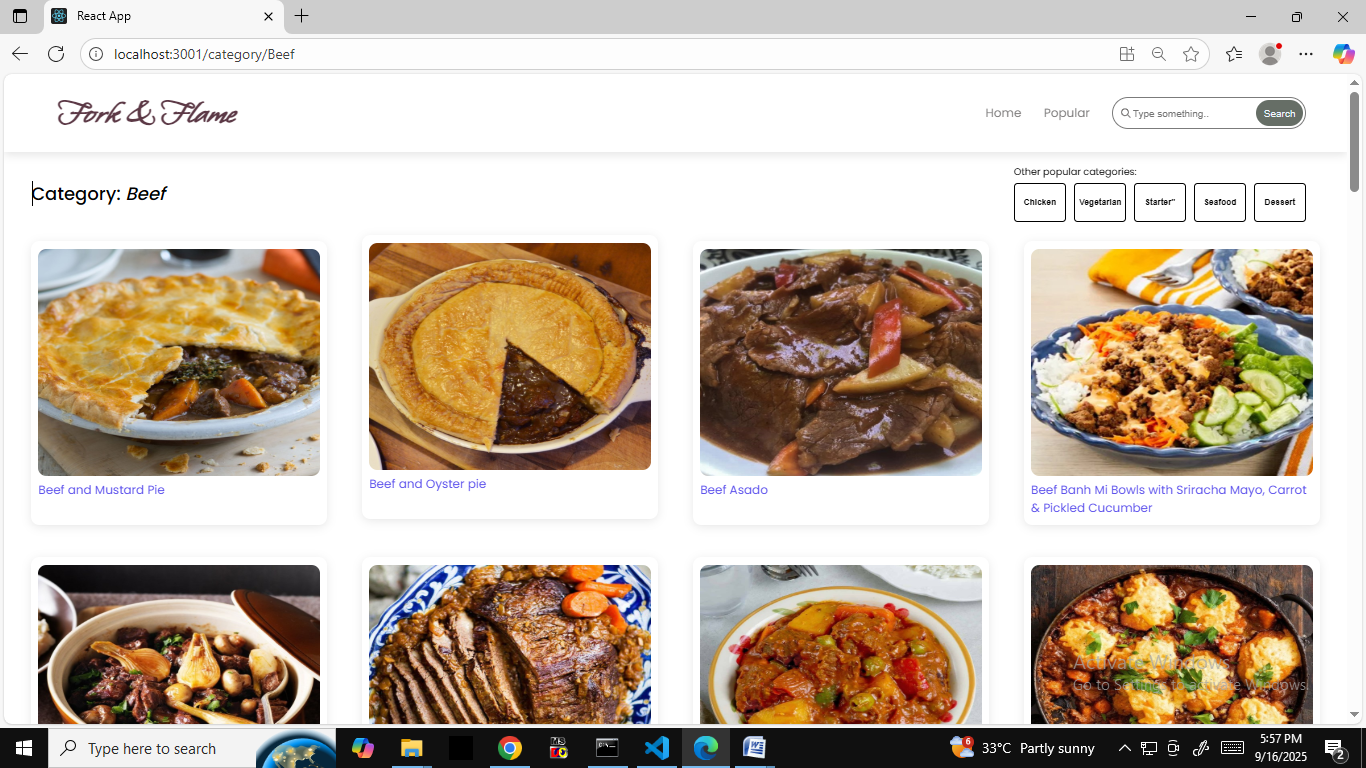 React App
localhost:3001/category/Beef
Fork & Flame
Home
Popular
Type something..
Search
Category: Beef
Other popular categories:
Chicken
Vegetarian
Starter"
Seafood
Dessert
Beef and Mustard Pie
Beef and Oyster pie
Beef Asado
Beef Banh Mi Bowls with Sriracha Mayo, Carrot
& Pickled Cucumber
Activate Windows
Go to Settings to activate Windows.
Type here to search
6
33°C Partly sunny
5:57 PM
9/16/2025
2